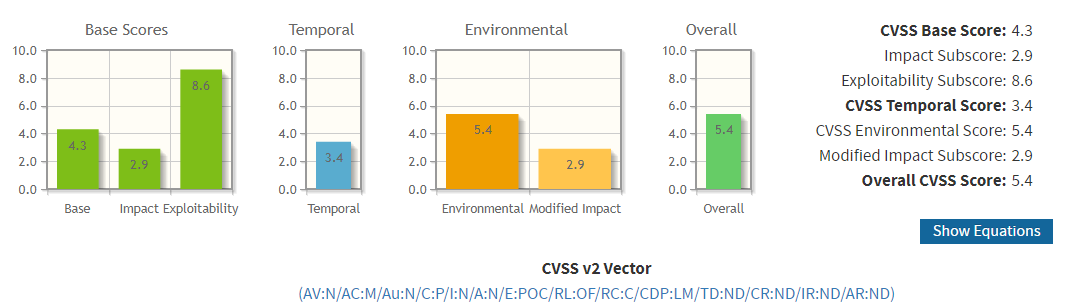 Base Scores
10.0
8.0
6.0
4.0
2.0
0.0
4.3
2.9
8.6
Base Impact Exploitability
Temporal
10.0
8.0
6.0
4.0
2.0
0.0
3.4
Temporal
Environmental
10.0
8.0
6.0
4.0
2.0
0.0
5.4
2.9
Environmental Modified Impact
Overall
10.0
8.0
6.0
4.0
2.0
0.0
5.4
Overall
CVSS Base Score: 4.3
Impact Subscore: 2.9
Exploitability Subscore: 8.6
CVSS Temporal Score: 3.4
CVSS Environmental Score: 5.4
Modified Impact Subscore: 2.9
Overall CVSS Score: 5.4
Show Equations
CVSS v2 Vector
(AV:N/AC:M/Au:N/C:P/I:N/A:N/E:POC/RL:OF/RC:C/CDP:LM/TD:ND/CR:ND/IR:ND/AR:ND)